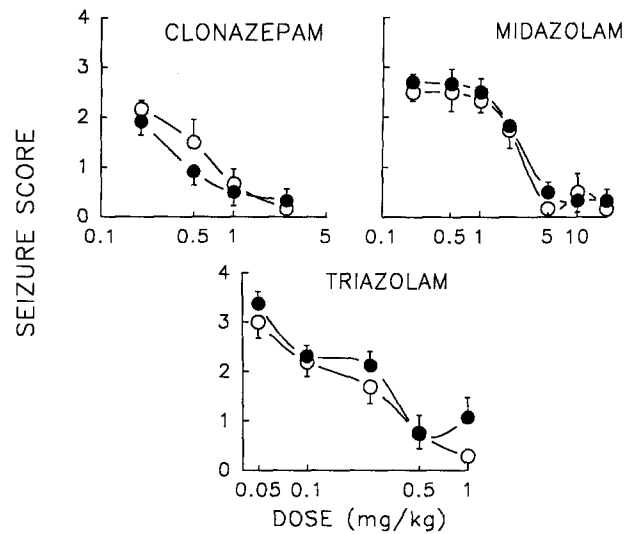 CLONAZEPAM
MIDAZOLAM
4
3
2
1
0
0.1 0.5 1 5
0.1 0.5 1 5 10
SEIZURE SCORE
TRIAZOLAM
4
3
2
1
0
0.05 0.1 0.5 1
DOSE (mg/kg)